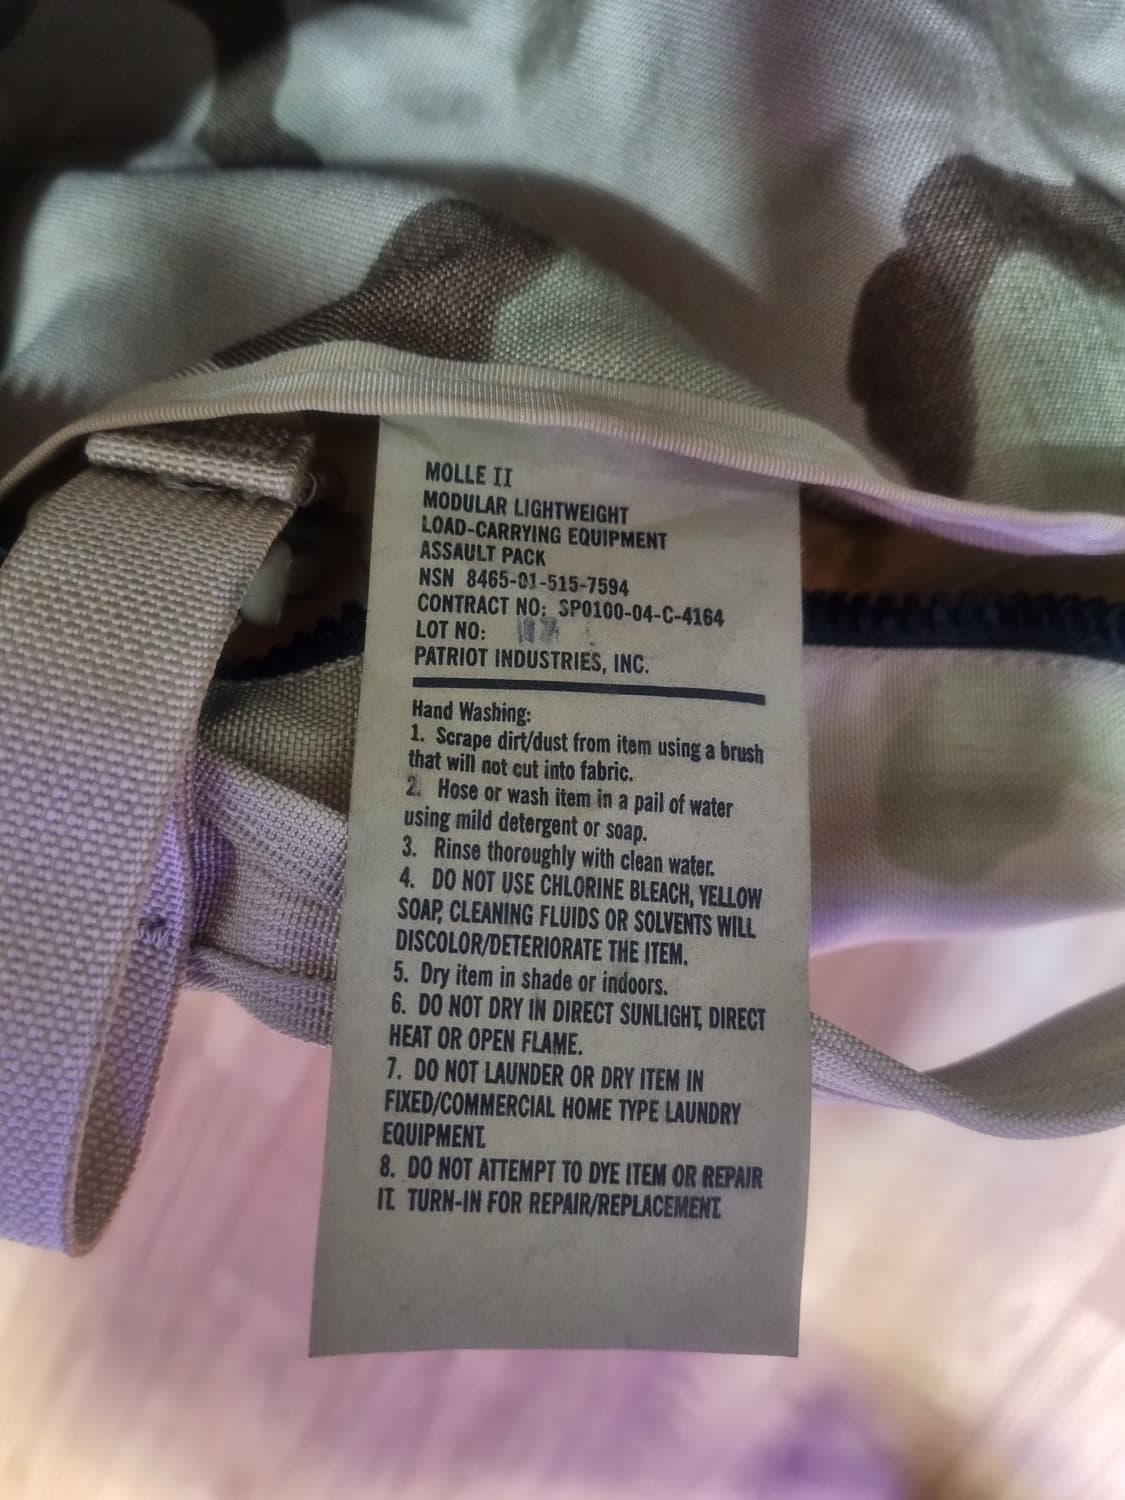 MOLLE II
MODULAR LIGHTWEIGHT
LOAD-CARRYING EQUIPMENT
ASSAULT PACK
NSN 8465-01-515-7594
CONTRACT NO: SP0100-04-C-4164
LOT NO:
PATRIOT INDUSTRIES, INC.
Hand Washing:
1. Scrape dirt/dust from item using a brush
that will not cut into fabric.
2. Hose or wash item in a pail of water
using mild detergent or soap.
3. Rinse thoroughly with clean water.
4. DO NOT USE CHLORINE BLEACH, YELLOW
SOAP, CLEANING FLUIDS OR SOLVENTS WILL
DISCOLOR/DETERIORATE THE ITEM.
5. Dry item in shade or indoors.
6. DO NOT DRY IN DIRECT SUNLIGHT, DIRECT
HEAT OR OPEN FLAME.
7. DO NOT LAUNDER OR DRY ITEM IN
FIXED/COMMERCIAL HOME TYPE LAUNDRY
EQUIPMENT.
8. DO NOT ATTEMPT TO DYE ITEM OR REPAIR
IT. TURN-IN FOR REPAIR/REPLACEMENT.